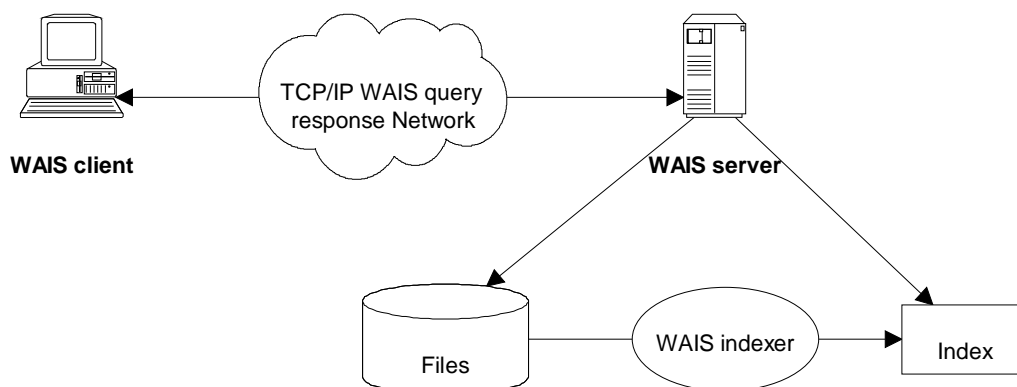 TCP/IP WAIS query
response Network
WAIS client
WAIS server
Files
WAIS indexer
Index